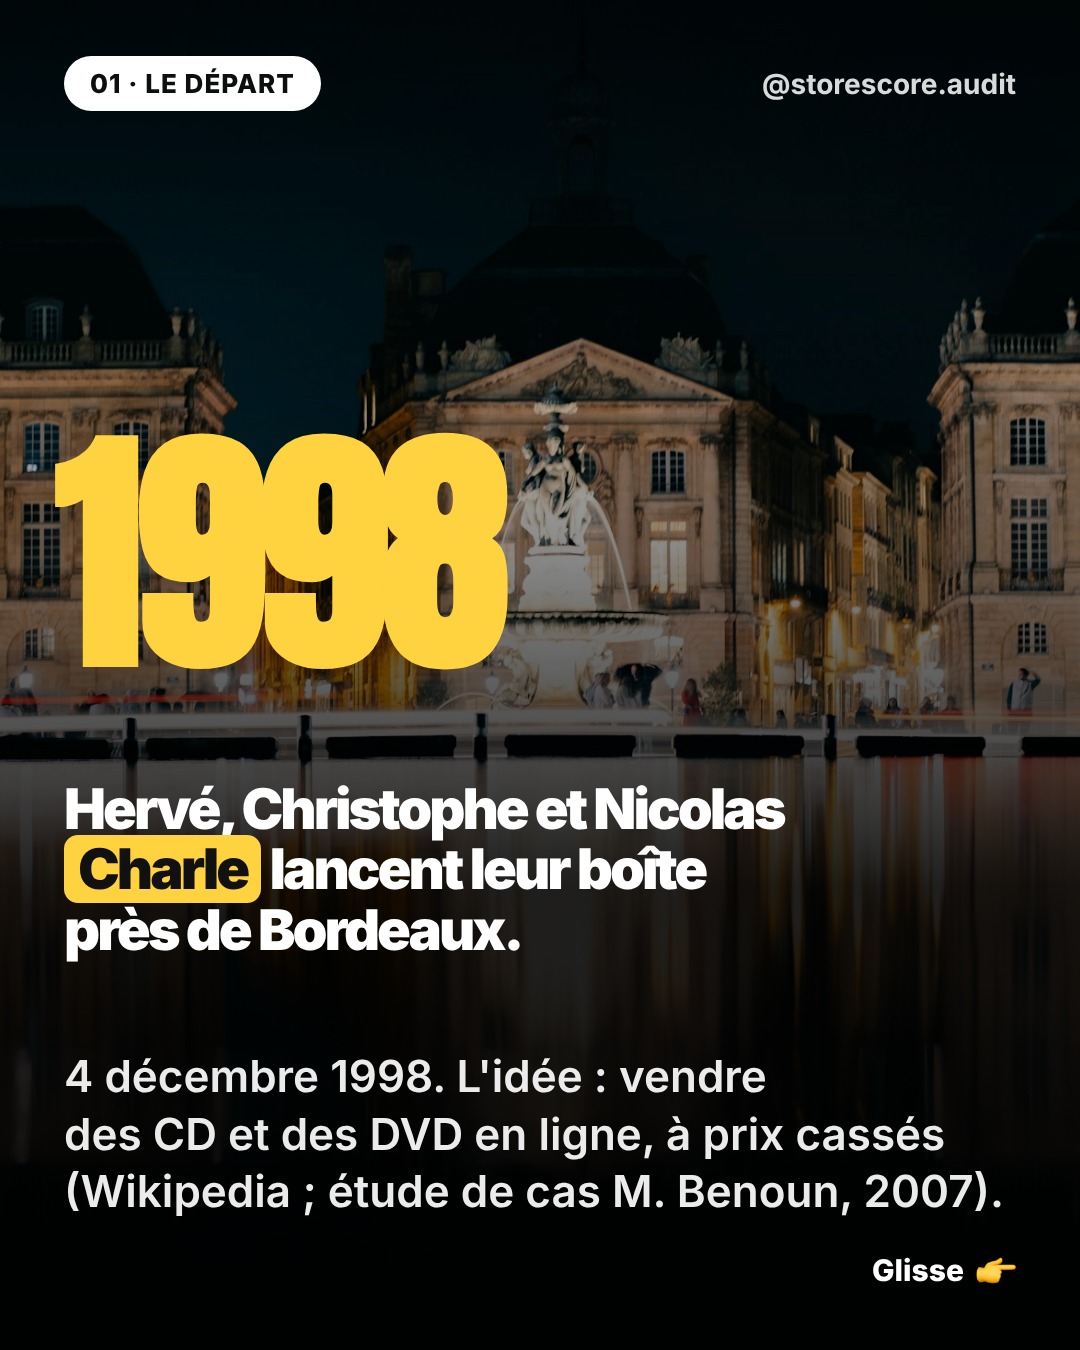 01 · LE DÉPART
@storescore.audit
1998
Hervé, Christophe et Nicolas
Charle lancent leur boîte
près de Bordeaux.
4 décembre 1998. L'idée : vendre
des CD et des DVD en ligne, à prix cassés
(Wikipedia ; étude de cas M. Benoun, 2007).
Glisse 👉